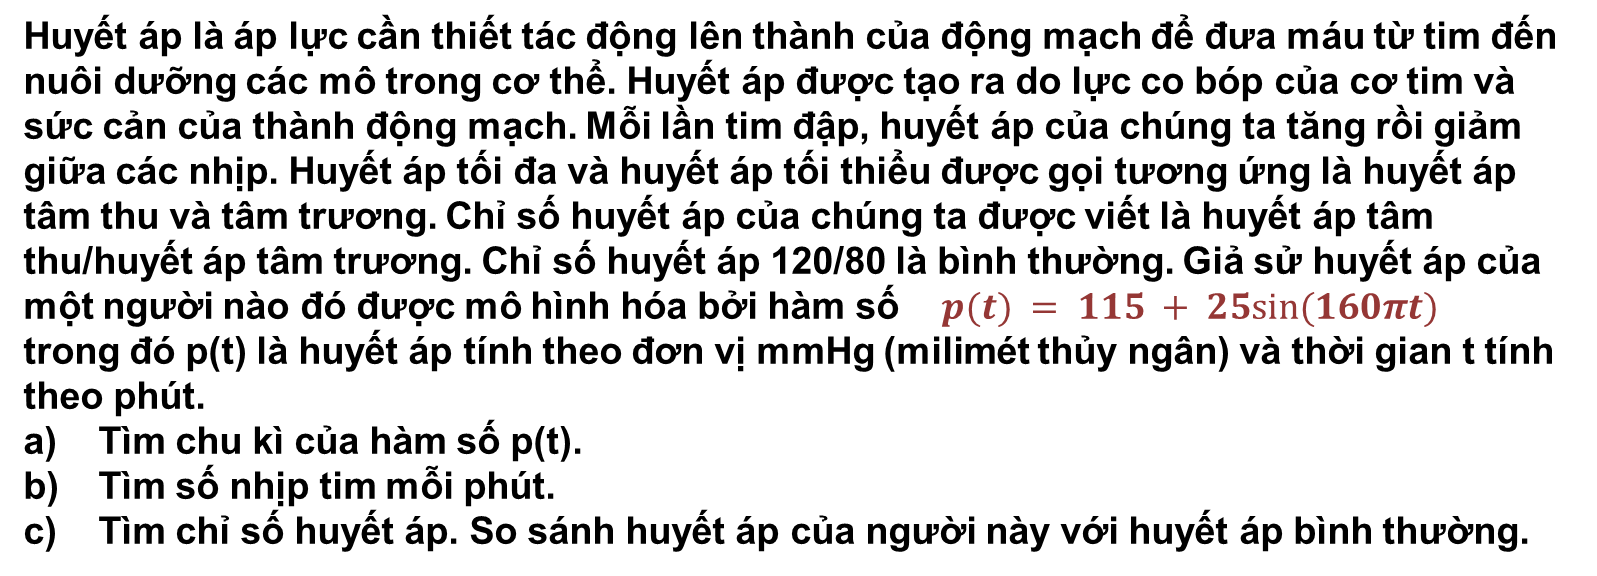 Huyết áp là áp lực cần thiết tác động lên thành của động mạch để đưa máu từ tim đến
nuôi dưỡng các mô trong cơ thể. Huyết áp được tạo ra do lực co bóp của cơ tim và
sức cản của thành động mạch. Mỗi lần tim đập, huyết áp của chúng ta tăng rồi giảm
giữa các nhịp. Huyết áp tối đa và huyết áp tối thiểu được gọi tương ứng là huyết áp
tâm thu và tâm trương. Chỉ số huyết áp của chúng ta được viết là huyết áp tâm
thu/huyết áp tâm trương. Chỉ số huyết áp 120/80 là bình thường. Giả sử huyết áp của
một người nào đó được mô hình hóa bởi hàm số p(t) = 115 + 25sin(160πt)
trong đó p(t) là huyết áp tính theo đơn vị mmHg (milimét thủy ngân) và thời gian t tính
theo phút.
a) Tìm chu kì của hàm số p(t).
b) Tìm số nhịp tim mỗi phút.
c) Tìm chỉ số huyết áp. So sánh huyết áp của người này với huyết áp bình thường.